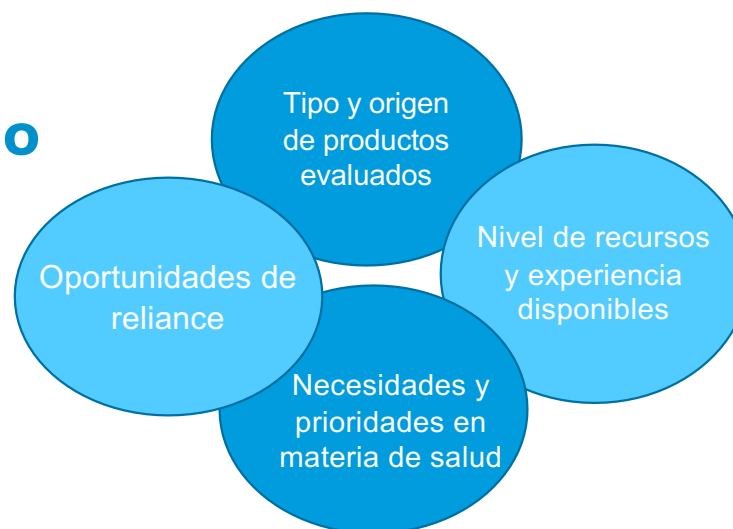 Tipo y origen
de productos
evaluados
o
Nivel de recursos
y experiencia
disponibles
Oportunidades de
reliance
Necesidades y
prioridades en
materia de salud